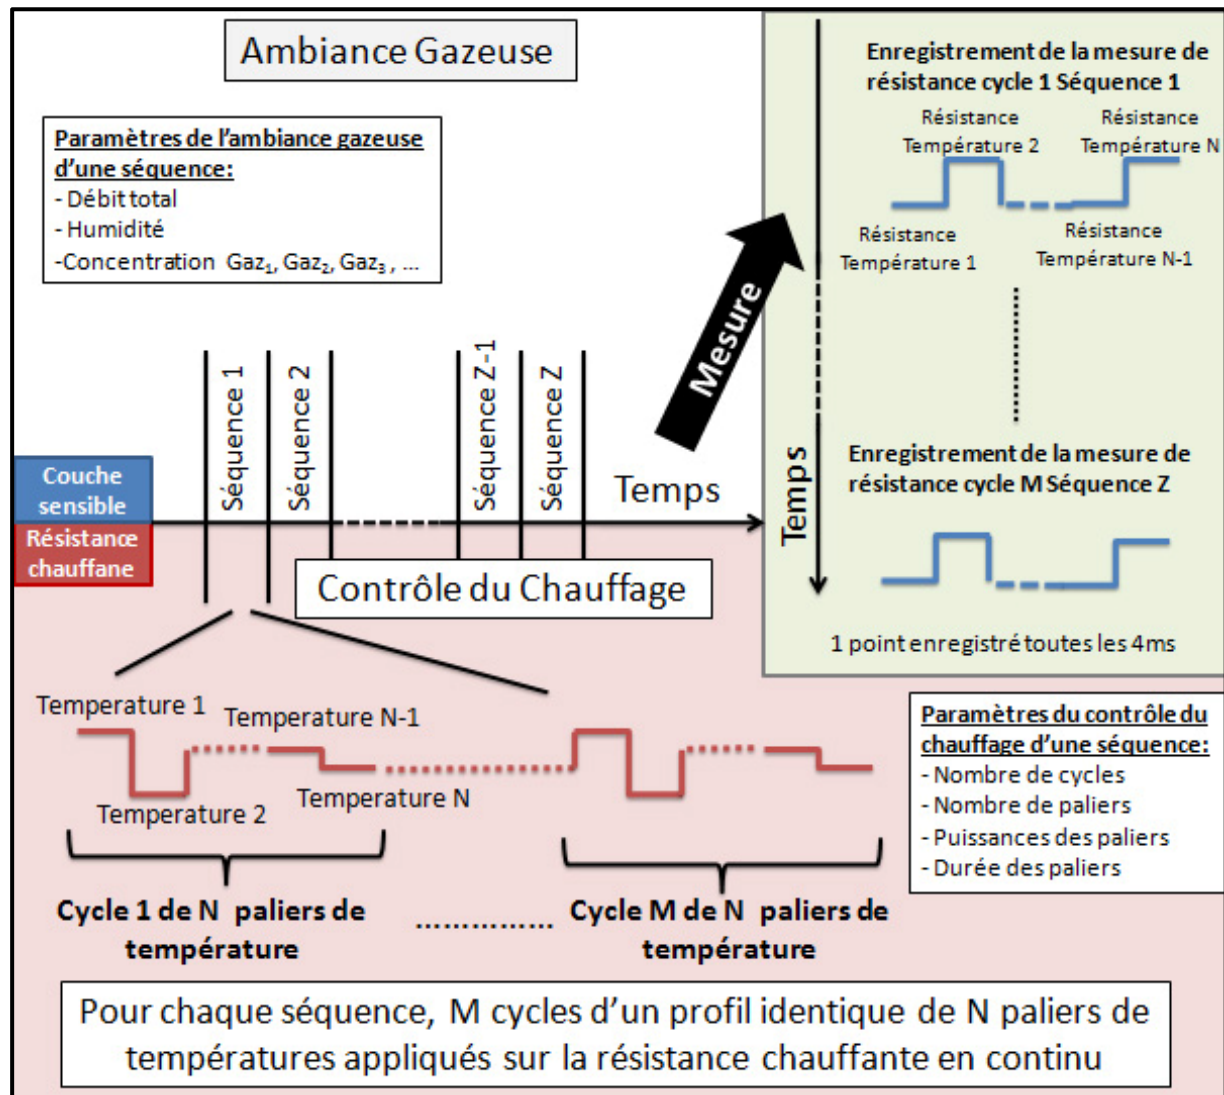 Ambiance Gazeuse
Paramètres de l'ambiance gazeuse
d'une séquence:
- Débit total
- Humidité
-Concentration Gaz₁, Gaz₂, Gaz₃ , ...
Enregistrement de la mesure de
résistance cycle 1 Séquence 1
Résistance
Température 2
Résistance
Température N
Résistance
Température 1
Résistance
Température N-1
Mesure
Séquence 1
Séquence 2
Séquence Z-1
Séquence Z
Temps
Temps
Enregistrement de la mesure de
résistance cycle M Séquence Z
1 point enregistré toutes les 4ms
Couche
sensible
Résistance
chauffane
Contrôle du Chauffage
Temperature 1
Temperature N-1
Temperature 2
Temperature N
Paramètres du contrôle du
chauffage d'une séquence:
- Nombre de cycles
- Nombre de paliers
- Puissances des paliers
- Durée des paliers
Cycle 1 de N paliers de
température
...............
Cycle M de N paliers de
température
Pour chaque séquence, M cycles d'un profil identique de N paliers de
températures appliqués sur la résistance chauffante en continu